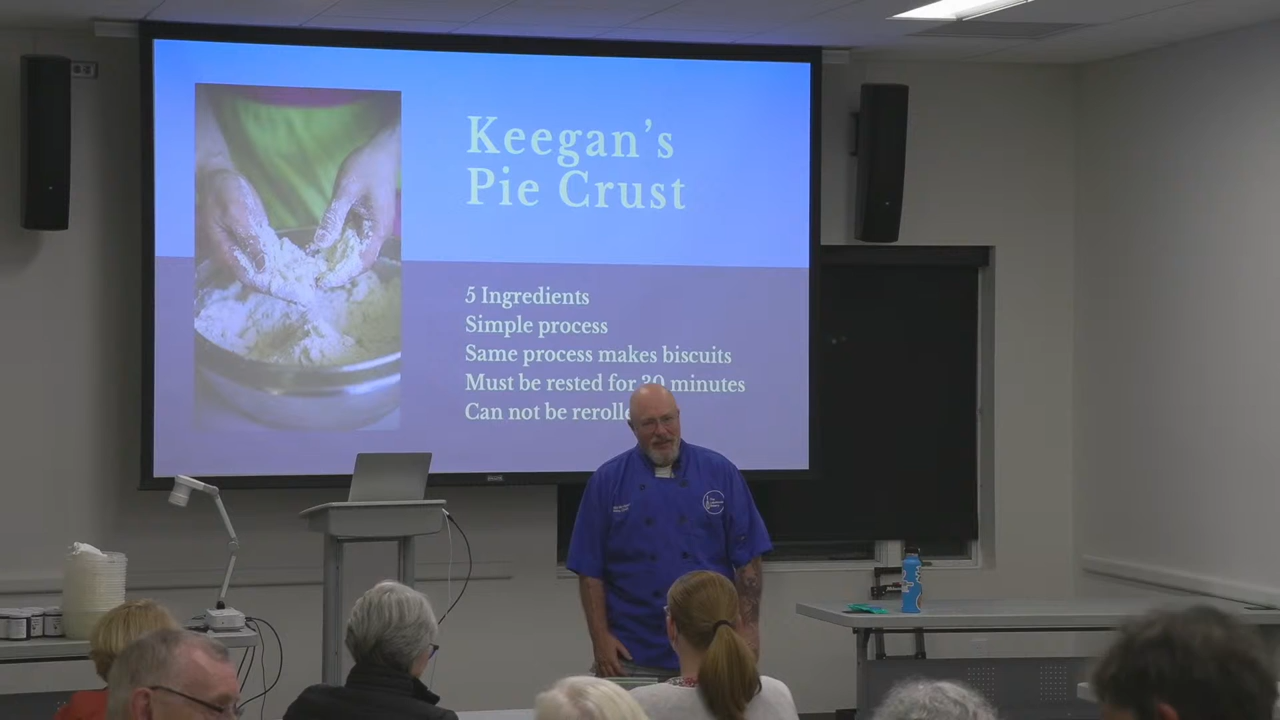 Keegan's
Pie Crust
5 Ingredients
Simple process
Same process makes biscuits
Must be rested for 30 minutes
Can not be rerolle